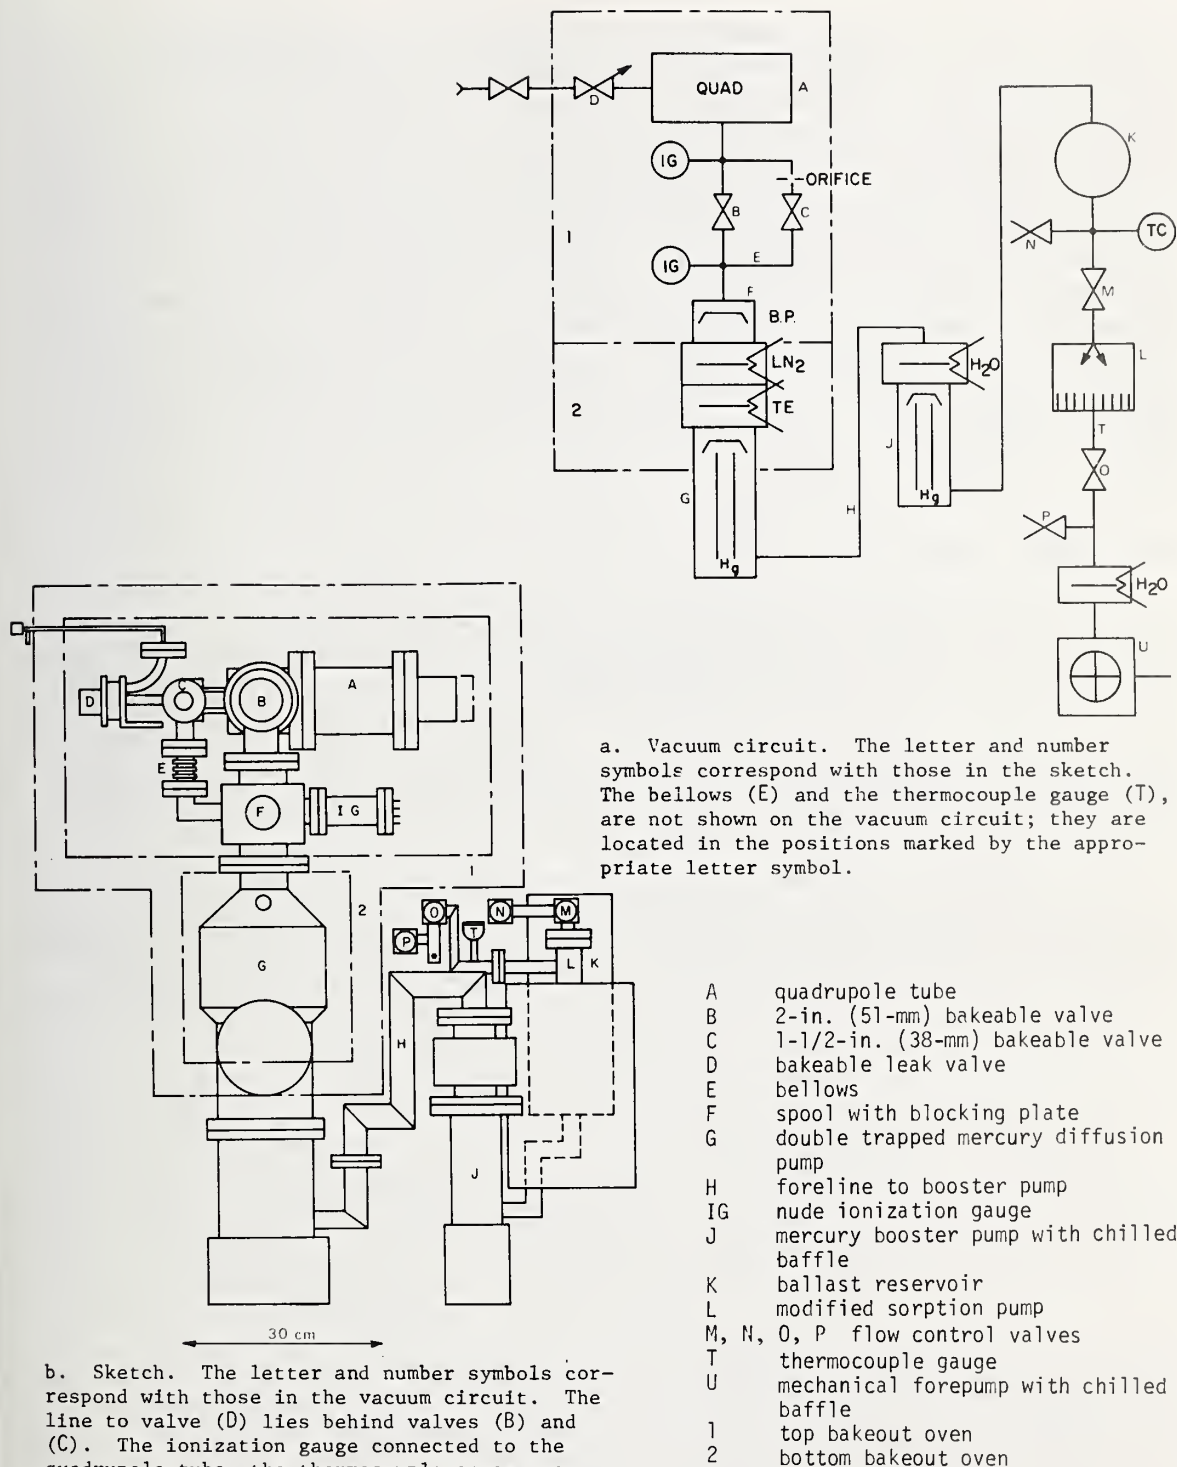 QUAD
A
D
IG
ORIFICE
B
C
1
IG
E
F
B.P.
LN2
TE
2
G
Hg
H
H2O
J
Hg
K
TC
N
M
L
T
O
P
H2O
U
a. Vacuum circuit. The letter and number
symbols correspond with those in the sketch.
The bellows (E) and the thermocouple gauge (T),
are not shown on the vacuum circuit; they are
located in the positions marked by the appro-
priate letter symbol.
D
C
B
A
E
F
I G
1
2
G
H
O
P
T
N
M
L
K
J
30 cm
b. Sketch. The letter and number symbols cor-
respond with those in the vacuum circuit. The
line to valve (D) lies behind valves (B) and
(C). The ionization gauge connected to the
A quadrupole tube
B 2-in. (51-mm) bakeable valve
C 1-1/2-in. (38-mm) bakeable valve
D bakeable leak valve
E bellows
F spool with blocking plate
G double trapped mercury diffusion
pump
H foreline to booster pump
IG nude ionization gauge
J mercury booster pump with chilled
baffle
K ballast reservoir
L modified sorption pump
M, N, O, P flow control valves
T thermocouple gauge
U mechanical forepump with chilled
baffle
1 top bakeout oven
2 bottom bakeout oven